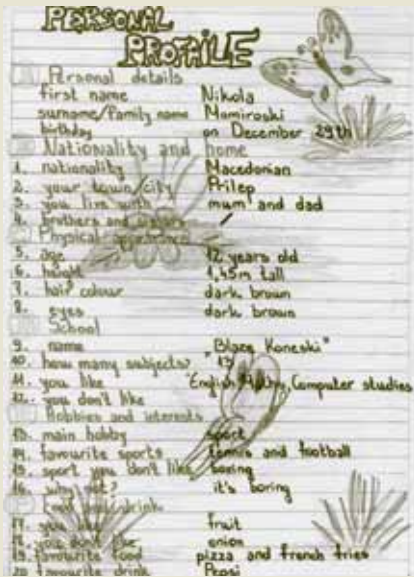 PERSONAL
PROFAILE
Personal details
first name Nikola
surname/Family name Mamiroski
birthday on December 29th
Nationality and home
1. nationality Macedonian
2. your town/city Prilep
3. you live with mum and dad
4. brothers and sisters /
Physical appearance
5. age 12 years old
6. height 1,45m tall
7. hair colour dark brown
8. eyes dark brown
School
9. name "Blaze Koneski"
10. how many subjects? 13
11. you like English, Maths, Computer studies
12. you don't like
Hobbies and interests
13. main hobby sport
14. favourite sports tennis and football
15. sport you don't like boxing
16. why not? it's boring
Food and drink
17. you like fruit
18. you don't like onion
19. favourite food pizza and french fries
20 favourite drink Pepsi